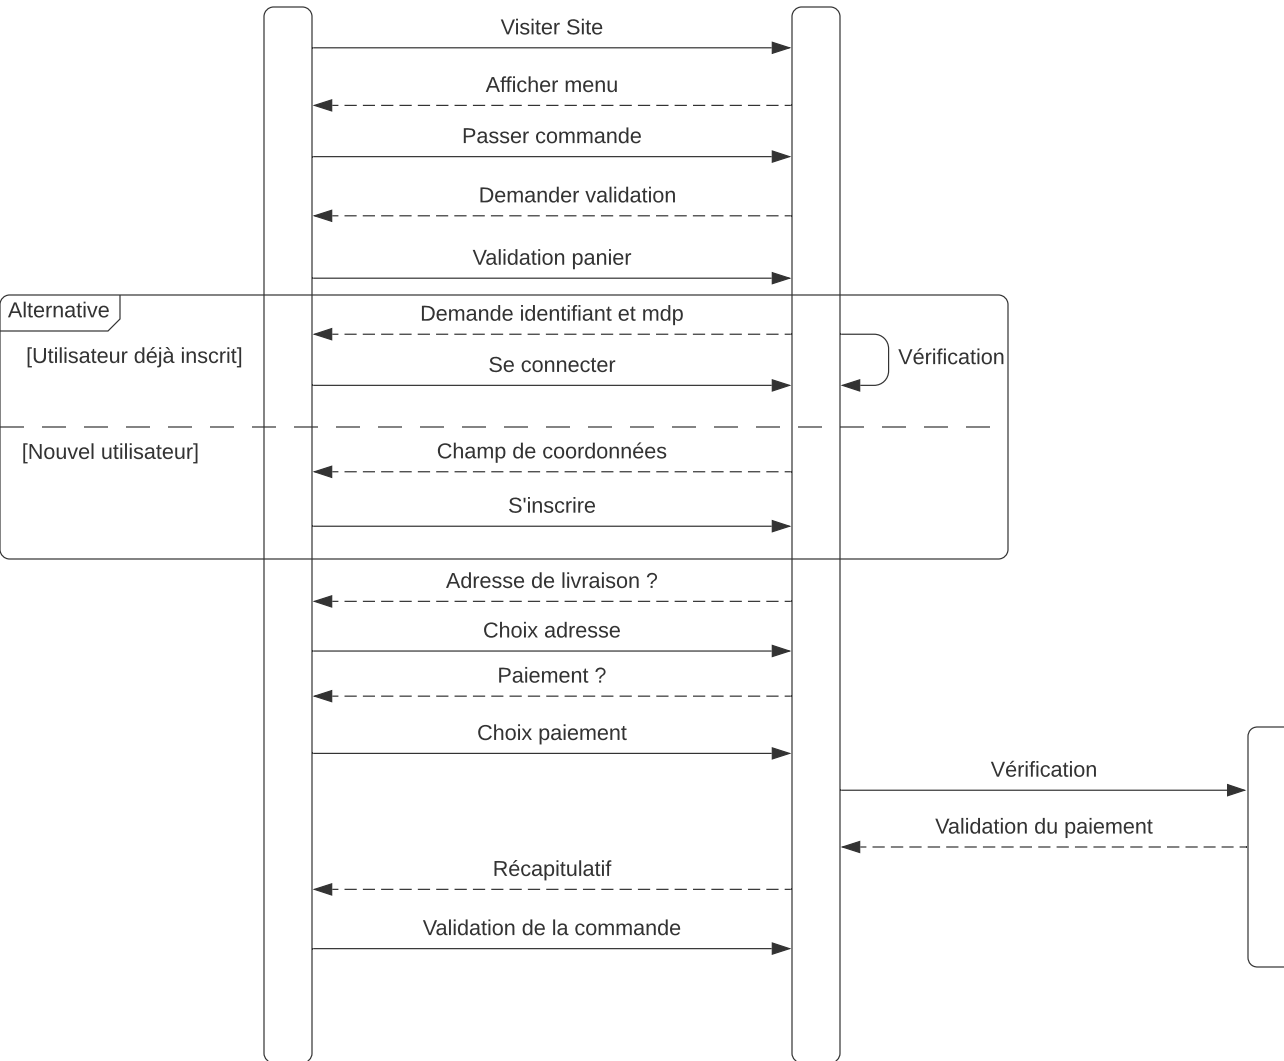 Visiter Site
Afficher menu
Passer commande
Demander validation
Validation panier
Alternative
Demande identifiant et mdp
[Utilisateur déjà inscrit]
Vérification
Se connecter
[Nouvel utilisateur]
Champ de coordonnées
S'inscrire
Adresse de livraison ?
Choix adresse
Paiement ?
Choix paiement
Vérification
Validation du paiement
Récapitulatif
Validation de la commande